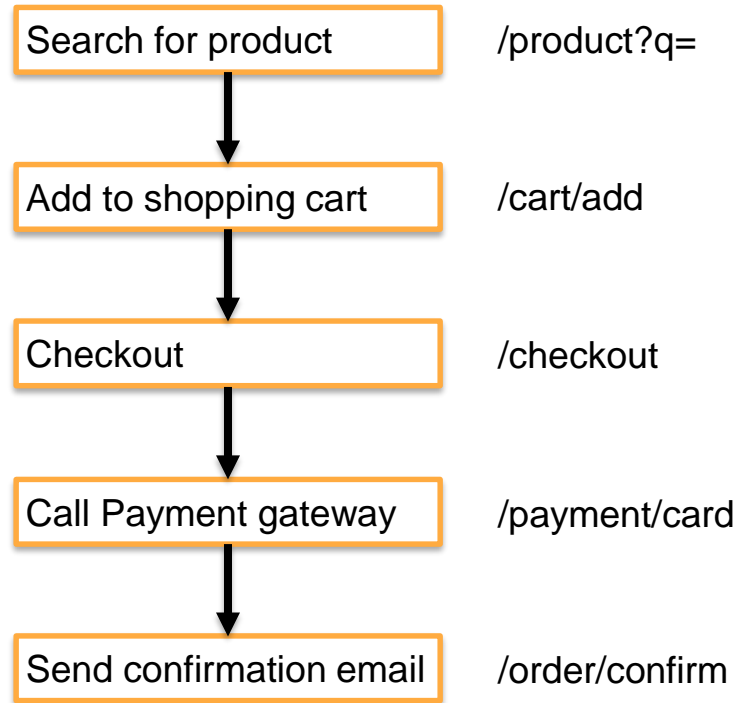 Search for product
/product?q=
Add to shopping cart
/cart/add
Checkout
/checkout
Call Payment gateway
/payment/card
Send confirmation email
/order/confirm